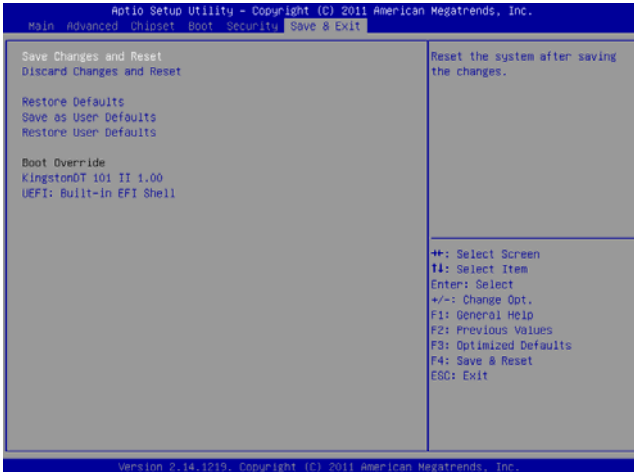 Aptio Setup Utility – Copyright (C) 2011 American Megatrends, Inc.
Main Advanced Chipset Boot Security Save & Exit
Save Changes and Reset
Discard Changes and Reset
Restore Defaults
Save as User Defaults
Restore User Defaults
Boot Override
KingstonDT 101 II 1.00
UEFI: Built-in EFI Shell
Reset the system after saving
the changes.
→←: Select Screen
↑↓: Select Item
Enter: Select
+/-: Change Opt.
F1: General Help
F2: Previous Values
F3: Optimized Defaults
F4: Save & Reset
ESC: Exit
Version 2.14.1219. Copyright (C) 2011 American Megatrends, Inc.